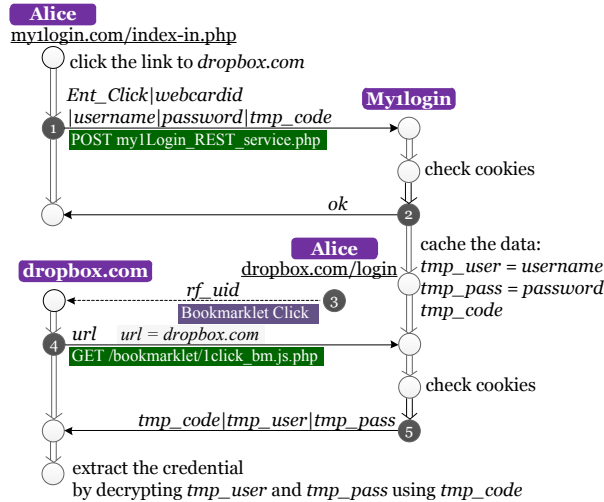 Alice
my1login.com/index-in.php
click the link to dropbox.com
Ent_Click|webcardid
|username|password|tmp_code
My1login
1
POST my1Login_REST_service.php
check cookies
ok
2
Alice
dropbox.com/login
cache the data:
tmp_user = username
tmp_pass = password
tmp_code
dropbox.com
rf_uid
3
Bookmarklet Click
url url = dropbox.com
4
GET /bookmarklet/1click_bm.js.php
check cookies
tmp_code|tmp_user|tmp_pass
5
extract the credential
by decrypting tmp_user and tmp_pass using tmp_code